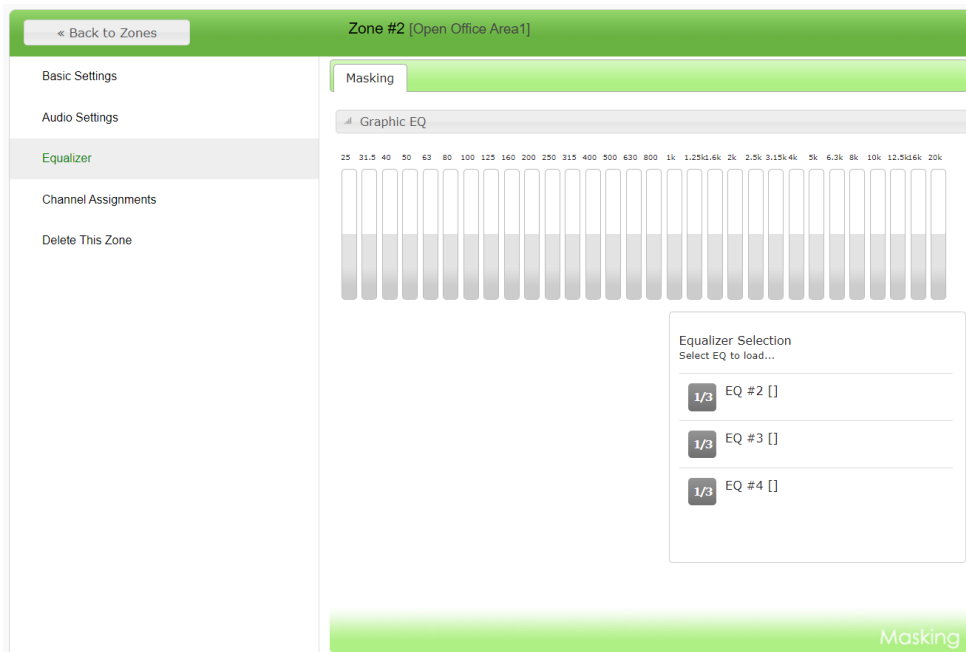 « Back to Zones
Zone #2 [Open Office Area1]
Basic Settings
Audio Settings
Equalizer
Channel Assignments
Delete This Zone
Masking
Graphic EQ
25 31.5 40 50 63 80 100 125 160 200 250 315 400 500 630 800 1k 1.25k 1.6k 2k 2.5k 3.15k 4k 5k 6.3k 8k 10k 12.5k 16k 20k
Equalizer Selection
Select EQ to load...
1/3 EQ #2 []
1/3 EQ #3 []
1/3 EQ #4 []
Masking